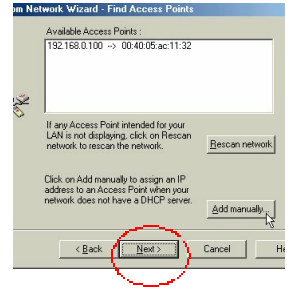 om Network Wizard - Find Access Points
Available Access Points :
192.168.0.100 --> 00:40:05:ac:11:32
If any Access Point intended for your
LAN is not displaying, click on Rescan
network to rescan the network.
Rescan network
Click on Add manually to assign an IP
address to an Access Point when your
network does not have a DHCP server.
Add manually...
< Back
Next >
Cancel
He